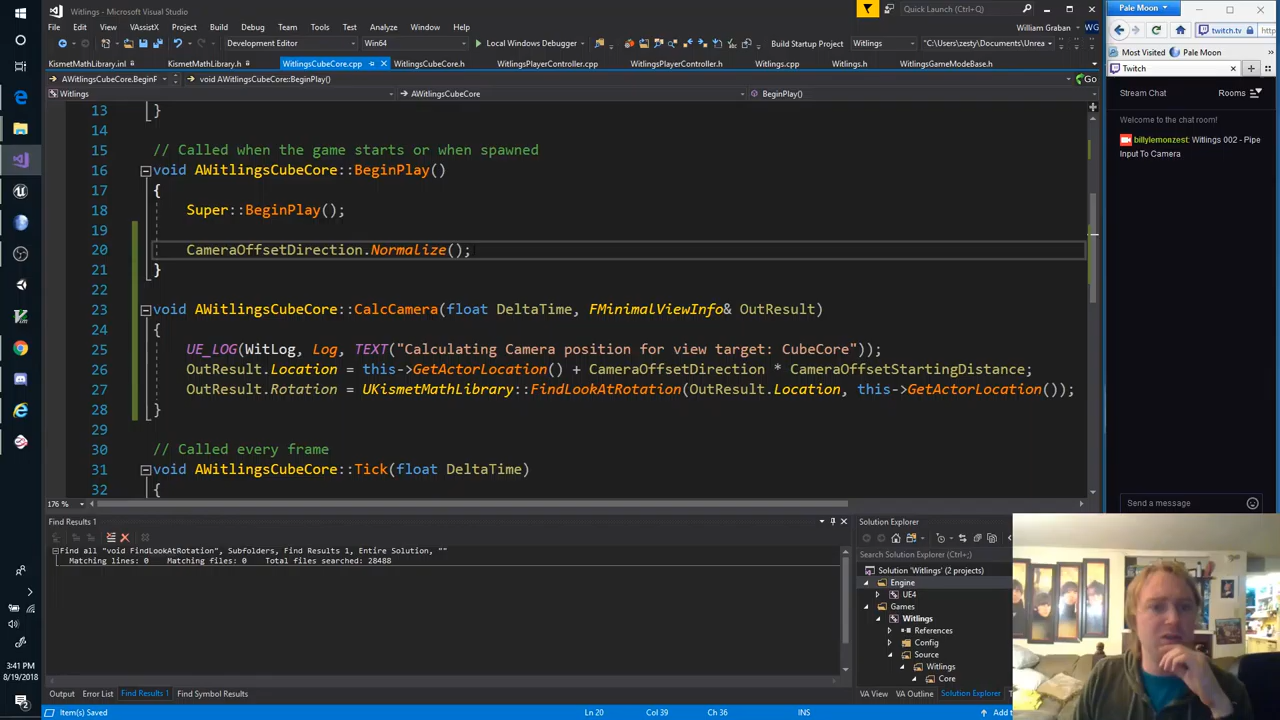 Witlings - Microsoft Visual Studio
Quick Launch (Ctrl+Q)
Pale Moon
File Edit View VAssistX Project Build Debug Team Tools Test Analyze Window Help
William Graban WG
Development Editor Win64 Local Windows Debugger Build Startup Project Witlings "C:\Users\zesty\Documents\Unrea
twitch.tv
Most Visited Pale Moon
KismetMathLibrary.inl KismetMathLibrary.h WitlingsCubeCore.cpp WitlingsCubeCore.h WitlingsPlayerController.cpp WitlingsPlayerController.h Witlings.cpp Witlings.h WitlingsGameModeBase.h
Twitch
AWitlingsCubeCore.BeginF void AWitlingsCubeCore::BeginPlay() Go
Witlings AWitlingsCubeCore BeginPlay()
Stream Chat Rooms
Welcome to the chat room!
billylemonzest: Witlings 002 - Pipe
Input To Camera
13 }
14
15 // Called when the game starts or when spawned
16 void AWitlingsCubeCore::BeginPlay()
17 {
18 Super::BeginPlay();
19
20 CameraOffsetDirection.Normalize();
21 }
22
23 void AWitlingsCubeCore::CalcCamera(float DeltaTime, FMinimalViewInfo& OutResult)
24 {
25 UE_LOG(WitLog, Log, TEXT("Calculating Camera position for view target: CubeCore"));
26 OutResult.Location = this->GetActorLocation() + CameraOffsetDirection * CameraOffsetStartingDistance;
27 OutResult.Rotation = UKismetMathLibrary::FindLookAtRotation(OutResult.Location, this->GetActorLocation());
28 }
29
30 // Called every frame
31 void AWitlingsCubeCore::Tick(float DeltaTime)
32 {
176 %
Send a message
Find Results 1
Find all "void FindLookAtRotation", Subfolders, Find Results 1, Entire Solution, ""
Matching lines: 0 Matching files: 0 Total files searched: 28488
Solution Explorer
Search Solution Explorer (Ctrl+;)
Solution 'Witlings' (2 projects)
Engine
UE4
Games
Witlings
References
Config
Source
Witlings
Core
Output Error List Find Results 1 Find Symbol Results
VA View VA Outline Solution Explorer
3:41 PM
8/19/2018
2
Item(s) Saved Ln 20 Col 39 Ch 36 INS Add t